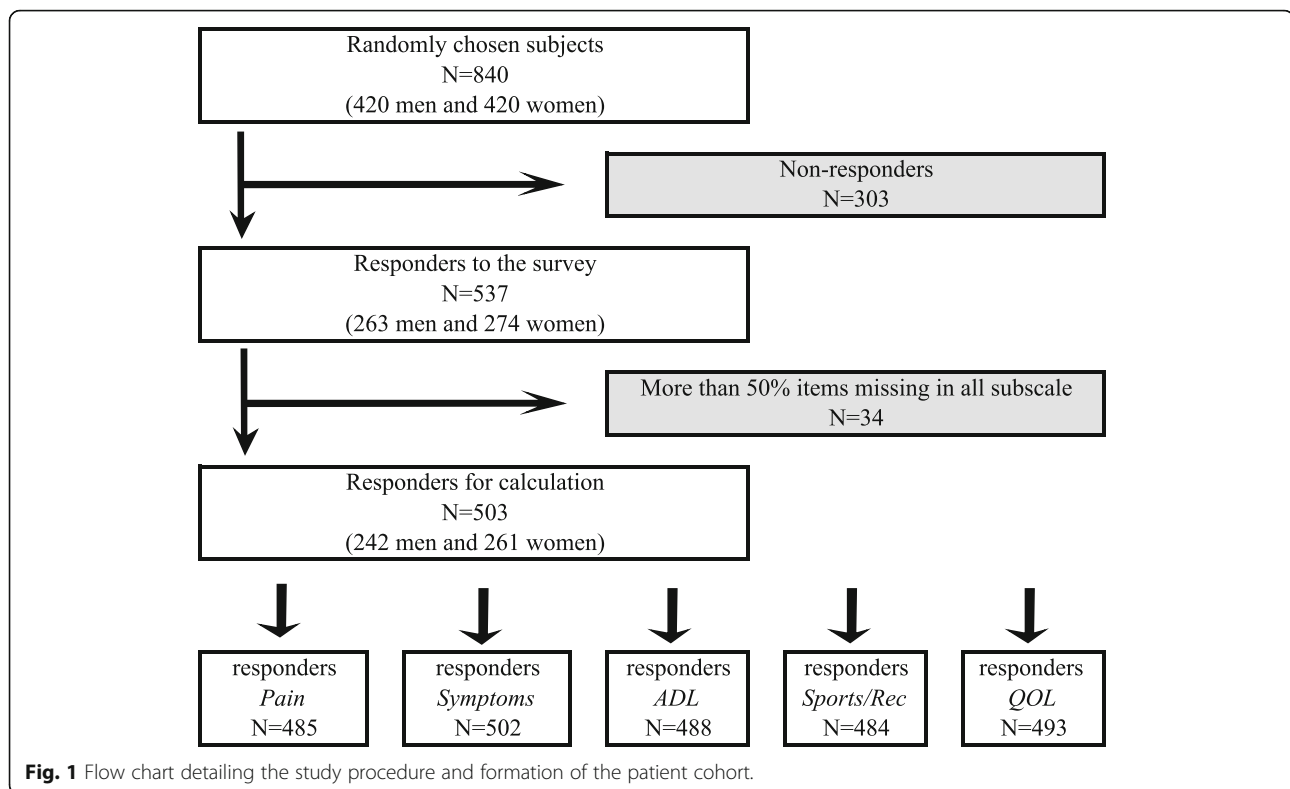 Randomly chosen subjects
N=840
(420 men and 420 women)
Non-responders
N=303
Responders to the survey
N=537
(263 men and 274 women)
More than 50% items missing in all subscale
N=34
Responders for calculation
N=503
(242 men and 261 women)
responders
Pain
N=485
responders
Symptoms
N=502
responders
ADL
N=488
responders
Sports/Rec
N=484
responders
QOL
N=493
Fig. 1 Flow chart detailing the study procedure and formation of the patient cohort.